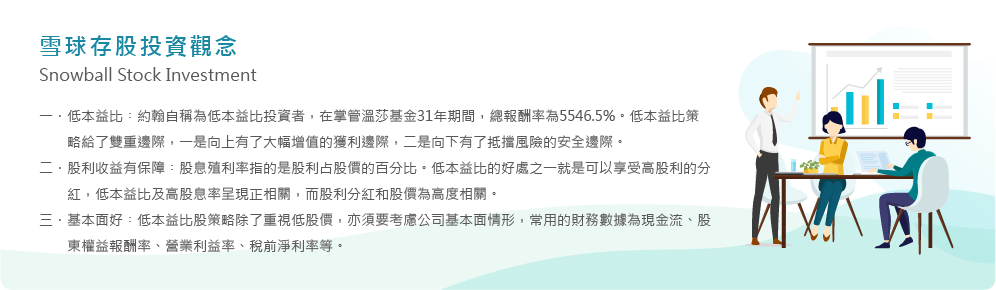 雪球存股投資觀念
Snowball Stock Investment
一．低本益比：約翰自稱為低本益比投資者，在掌管溫莎基金31年期間，總報酬率為5546.5%。低本益比策
略給了雙重邊際，一是向上有了大幅增值的獲利邊際，二是向下有了抵擋風險的安全邊際。
二．股利收益有保障：股息殖利率指的是股利占股價的百分比。低本益比的好處之一就是可以享受高股利的分
紅，低本益比及高股息率呈現正相關，而股利分紅和股價為高度相關。
三．基本面好：低本益比股策略除了重視低股價，亦須要考慮公司基本面情形，常用的財務數據為現金流、股
東權益報酬率、營業利益率、稅前淨利率等。